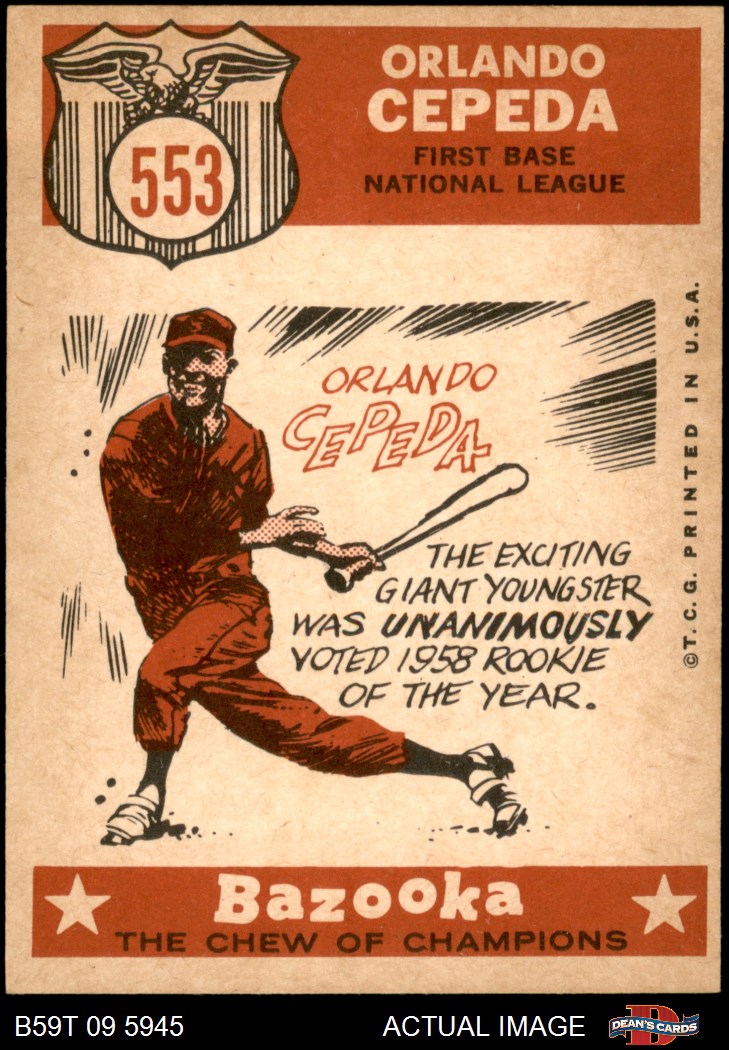 553
ORLANDO
CEPEDA
FIRST BASE
NATIONAL LEAGUE
ORLANDO
CEPEDA
THE EXCITING
GIANT YOUNGSTER
WAS UNANIMOUSLY
VOTED 1958 ROOKIE
OF THE YEAR.
© T. C. G. PRINTED IN U.S.A.
Bazooka
THE CHEW OF CHAMPIONS
B59T 09 5945
ACTUAL IMAGE
D
DEAN'S CARDS